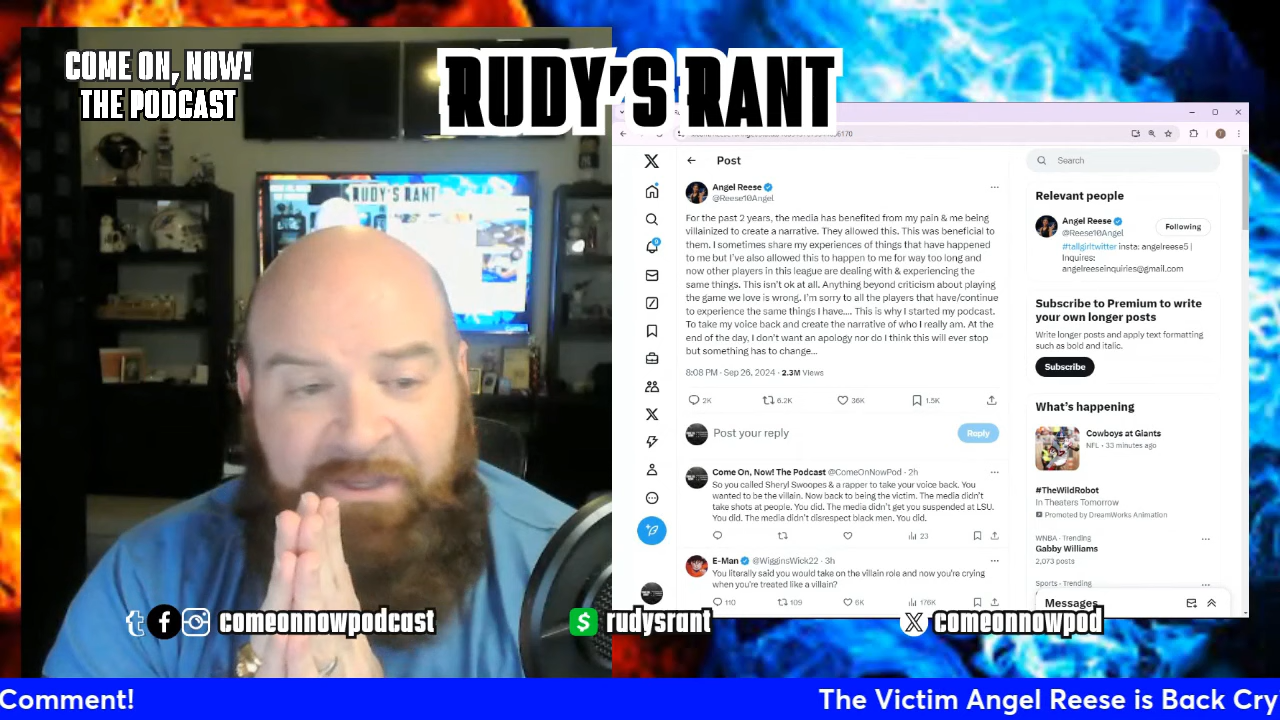 COME ON, NOW!
THE PODCAST
RUDY'S RANT
RUDY'S RANT
Post
Search
Angel Reese
@Reese10Angel
For the past 2 years, the media has benefited from my pain & me being
villainized to create a narrative. They allowed this. This was beneficial to
them. I sometimes share my experiences of things that have happened
to me but I've also allowed this to happen to me for way too long and
now other players in this league are dealing with & experiencing the
same things. This isn't ok at all. Anything beyond criticism about playing
the game we love is wrong. I'm sorry to all the players that have/continue
to experience the same things I have.... This is why I started my podcast.
To take my voice back and create the narrative of who I really am. At the
end of the day, I don't want an apology nor do I think this will ever stop
but something has to change...
8:08 PM · Sep 26, 2024 · 2.3M Views
2K 6.2K 36K 1.5K
Post your reply
Reply
Come On, Now! The Podcast @ComeOnNowPod · 2h
So you called Sheryl Swoopes & a rapper to take your voice back. You
wanted to be the villain. Now back to being the victim. The media didn't
take shots at people. You did. The media didn't get you suspended at LSU.
You did. The media didn't disrespect black men. You did.
23
E-Man @WigginsWick22 · 3h
You literally said you would take on the villain role and now you're crying
when you're treated like a villain?
110 109 6K 176K
Relevant people
Angel Reese
@Reese10Angel
Following
#tallgirltwitter insta: angelreese5 |
Inquires:
angelreeseinquiries@gmail.com
Subscribe to Premium to write
your own longer posts
Write longer posts and apply text formatting
such as bold and italic.
Subscribe
What's happening
Cowboys at Giants
NFL · 33 minutes ago
#TheWildRobot
In Theaters Tomorrow
Promoted by DreamWorks Animation
WNBA · Trending
Gabby Williams
2,073 posts
Sports · Trending
Messages
comeonnowpodcast
rudysrant
comeonnowpod
Comment!
The Victim Angel Reese is Back Cry